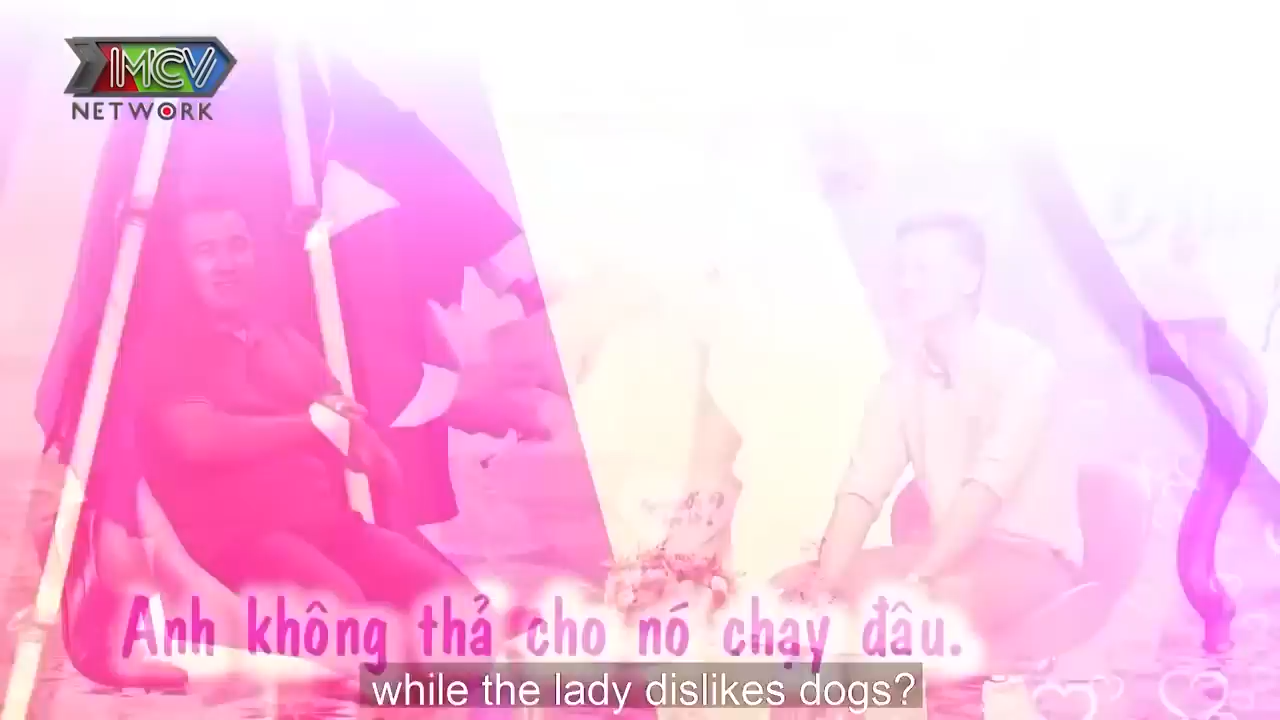 MCV
NETWORK
Anh không thả cho nó chạy đâu.
while the lady dislikes dogs?